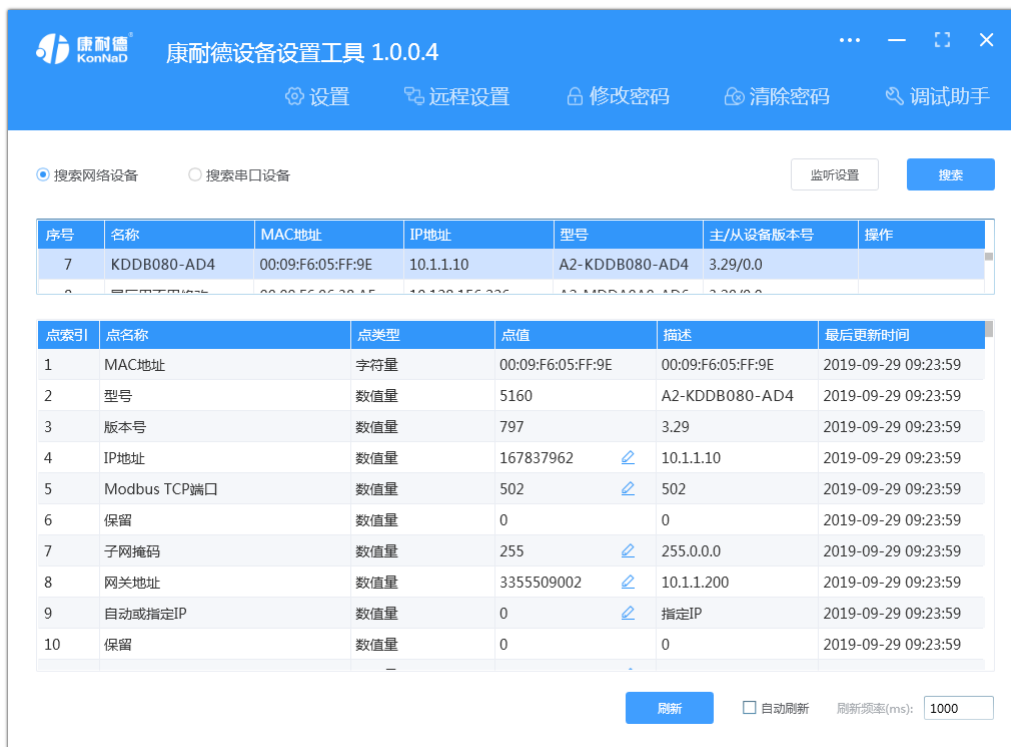 康耐德®
KonNaD
康耐德设备设置工具 1.0.0.4
设置 远程设置 修改密码 清除密码 调试助手
搜索网络设备 搜索串口设备 监听设置 搜索
序号 名称 MAC地址 IP地址 型号 主/从设备版本号 操作
7 KDDB080-AD4 00:09:F6:05:FF:9E 10.1.1.10 A2-KDDB080-AD4 3.29/0.0
点索引 点名称 点类型 点值 描述 最后更新时间
1 MAC地址 字符量 00:09:F6:05:FF:9E 00:09:F6:05:FF:9E 2019-09-29 09:23:59
2 型号 数值量 5160 A2-KDDB080-AD4 2019-09-29 09:23:59
3 版本号 数值量 797 3.29 2019-09-29 09:23:59
4 IP地址 数值量 167837962 10.1.1.10 2019-09-29 09:23:59
5 Modbus TCP端口 数值量 502 502 2019-09-29 09:23:59
6 保留 数值量 0 0 2019-09-29 09:23:59
7 子网掩码 数值量 255 255.0.0.0 2019-09-29 09:23:59
8 网关地址 数值量 3355509002 10.1.1.200 2019-09-29 09:23:59
9 自动或指定IP 数值量 0 指定IP 2019-09-29 09:23:59
10 保留 数值量 0 0 2019-09-29 09:23:59
刷新 自动刷新 刷新频率(ms): 1000